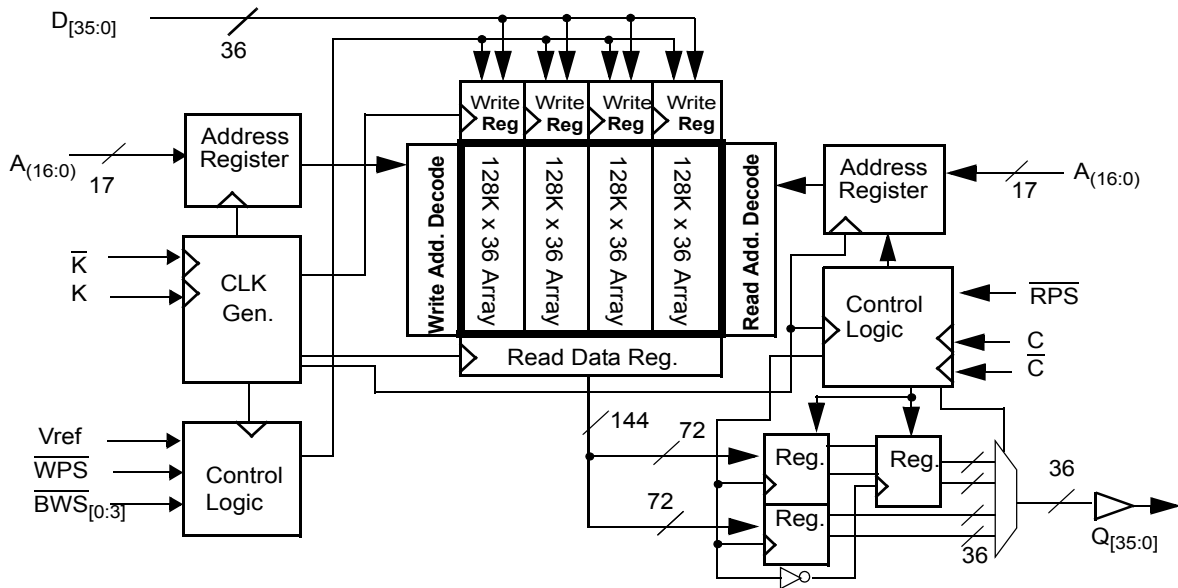 D[35:0]
36
Write Reg
Write Reg
Write Reg
Write Reg
Address Register
A(16:0)
17
Write Add. Decode
128K x 36 Array
128K x 36 Array
128K x 36 Array
128K x 36 Array
Read Add. Decode
Address Register
17
A(16:0)
K̅
K
CLK Gen.
Control Logic
R̅P̅S̅
C
C̅
Read Data Reg.
Vref
W̅P̅S̅
B̅W̅S̅[0:3]
Control Logic
144
72
72
Reg.
Reg.
Reg.
36
36
Q[35:0]